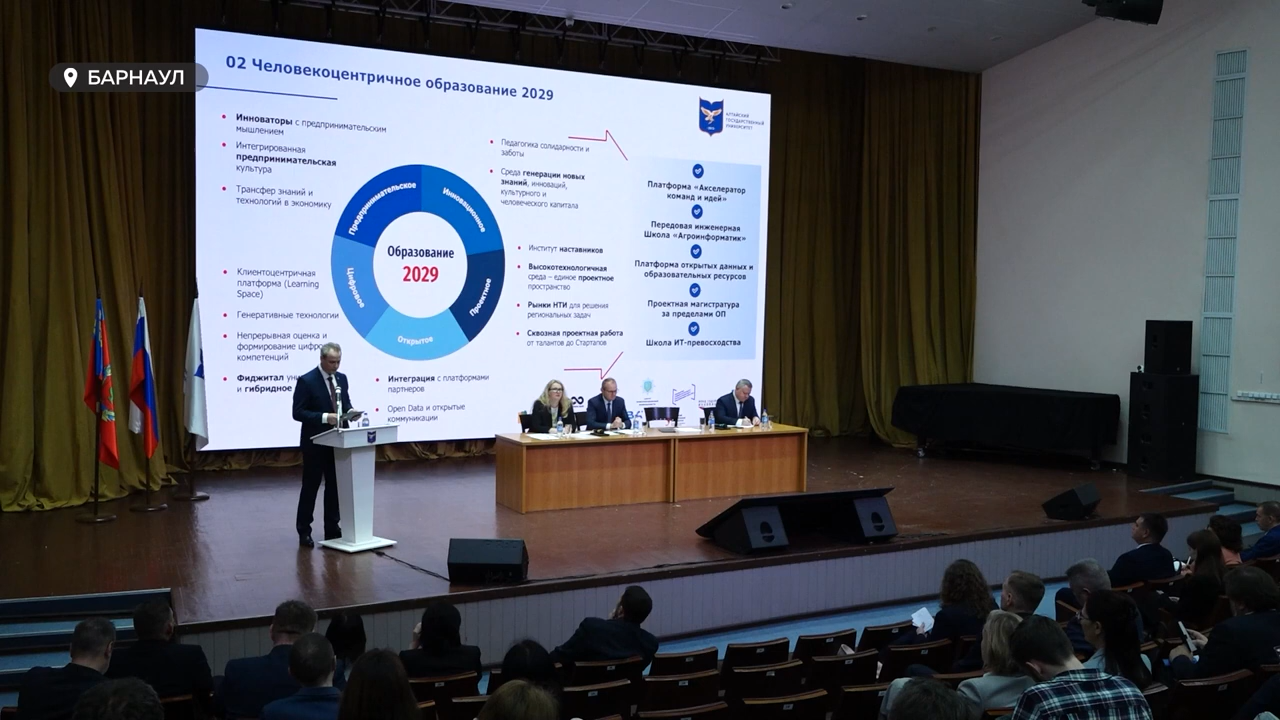 БАРНАУЛ
02 Человекоцентричное образование 2029
АЛТАЙСКИЙ
ГОСУДАРСТВЕННЫЙ
УНИВЕРСИТЕТ
Инноваторы с предпринимательским
мышлением
Интегрированная
предпринимательская
культура
Трансфер знаний и
технологий в экономику
Клиентоцентричная
платформа (Learning
Space)
Генеративные технологии
Непрерывная оценка и
формирование цифро
компетенций
Фиджитал
и гибридное
Предпринимательское
Инновационное
Проектное
Открытое
Цифровое
Образование
2029
Интеграция с платформами
партнеров
Open Data и открытые
коммуникации
Педагогика солидарности и
заботы
Среда генерации новых
знаний, инноваций,
культурного и
человеческого капитала
Институт наставников
Высокотехнологичная
среда – единое проектное
пространство
Рынки НТИ для решения
региональных задач
Сквозная проектная работа
от талантов до Стартапов
Платформа «Акселератор
команд и идей»
Передовая инженерная
Школа «Агроинформатик»
Платформа открытых данных и
образовательных ресурсов
Проектная магистратура
за пределами ОП
Школа ИТ-превосходства